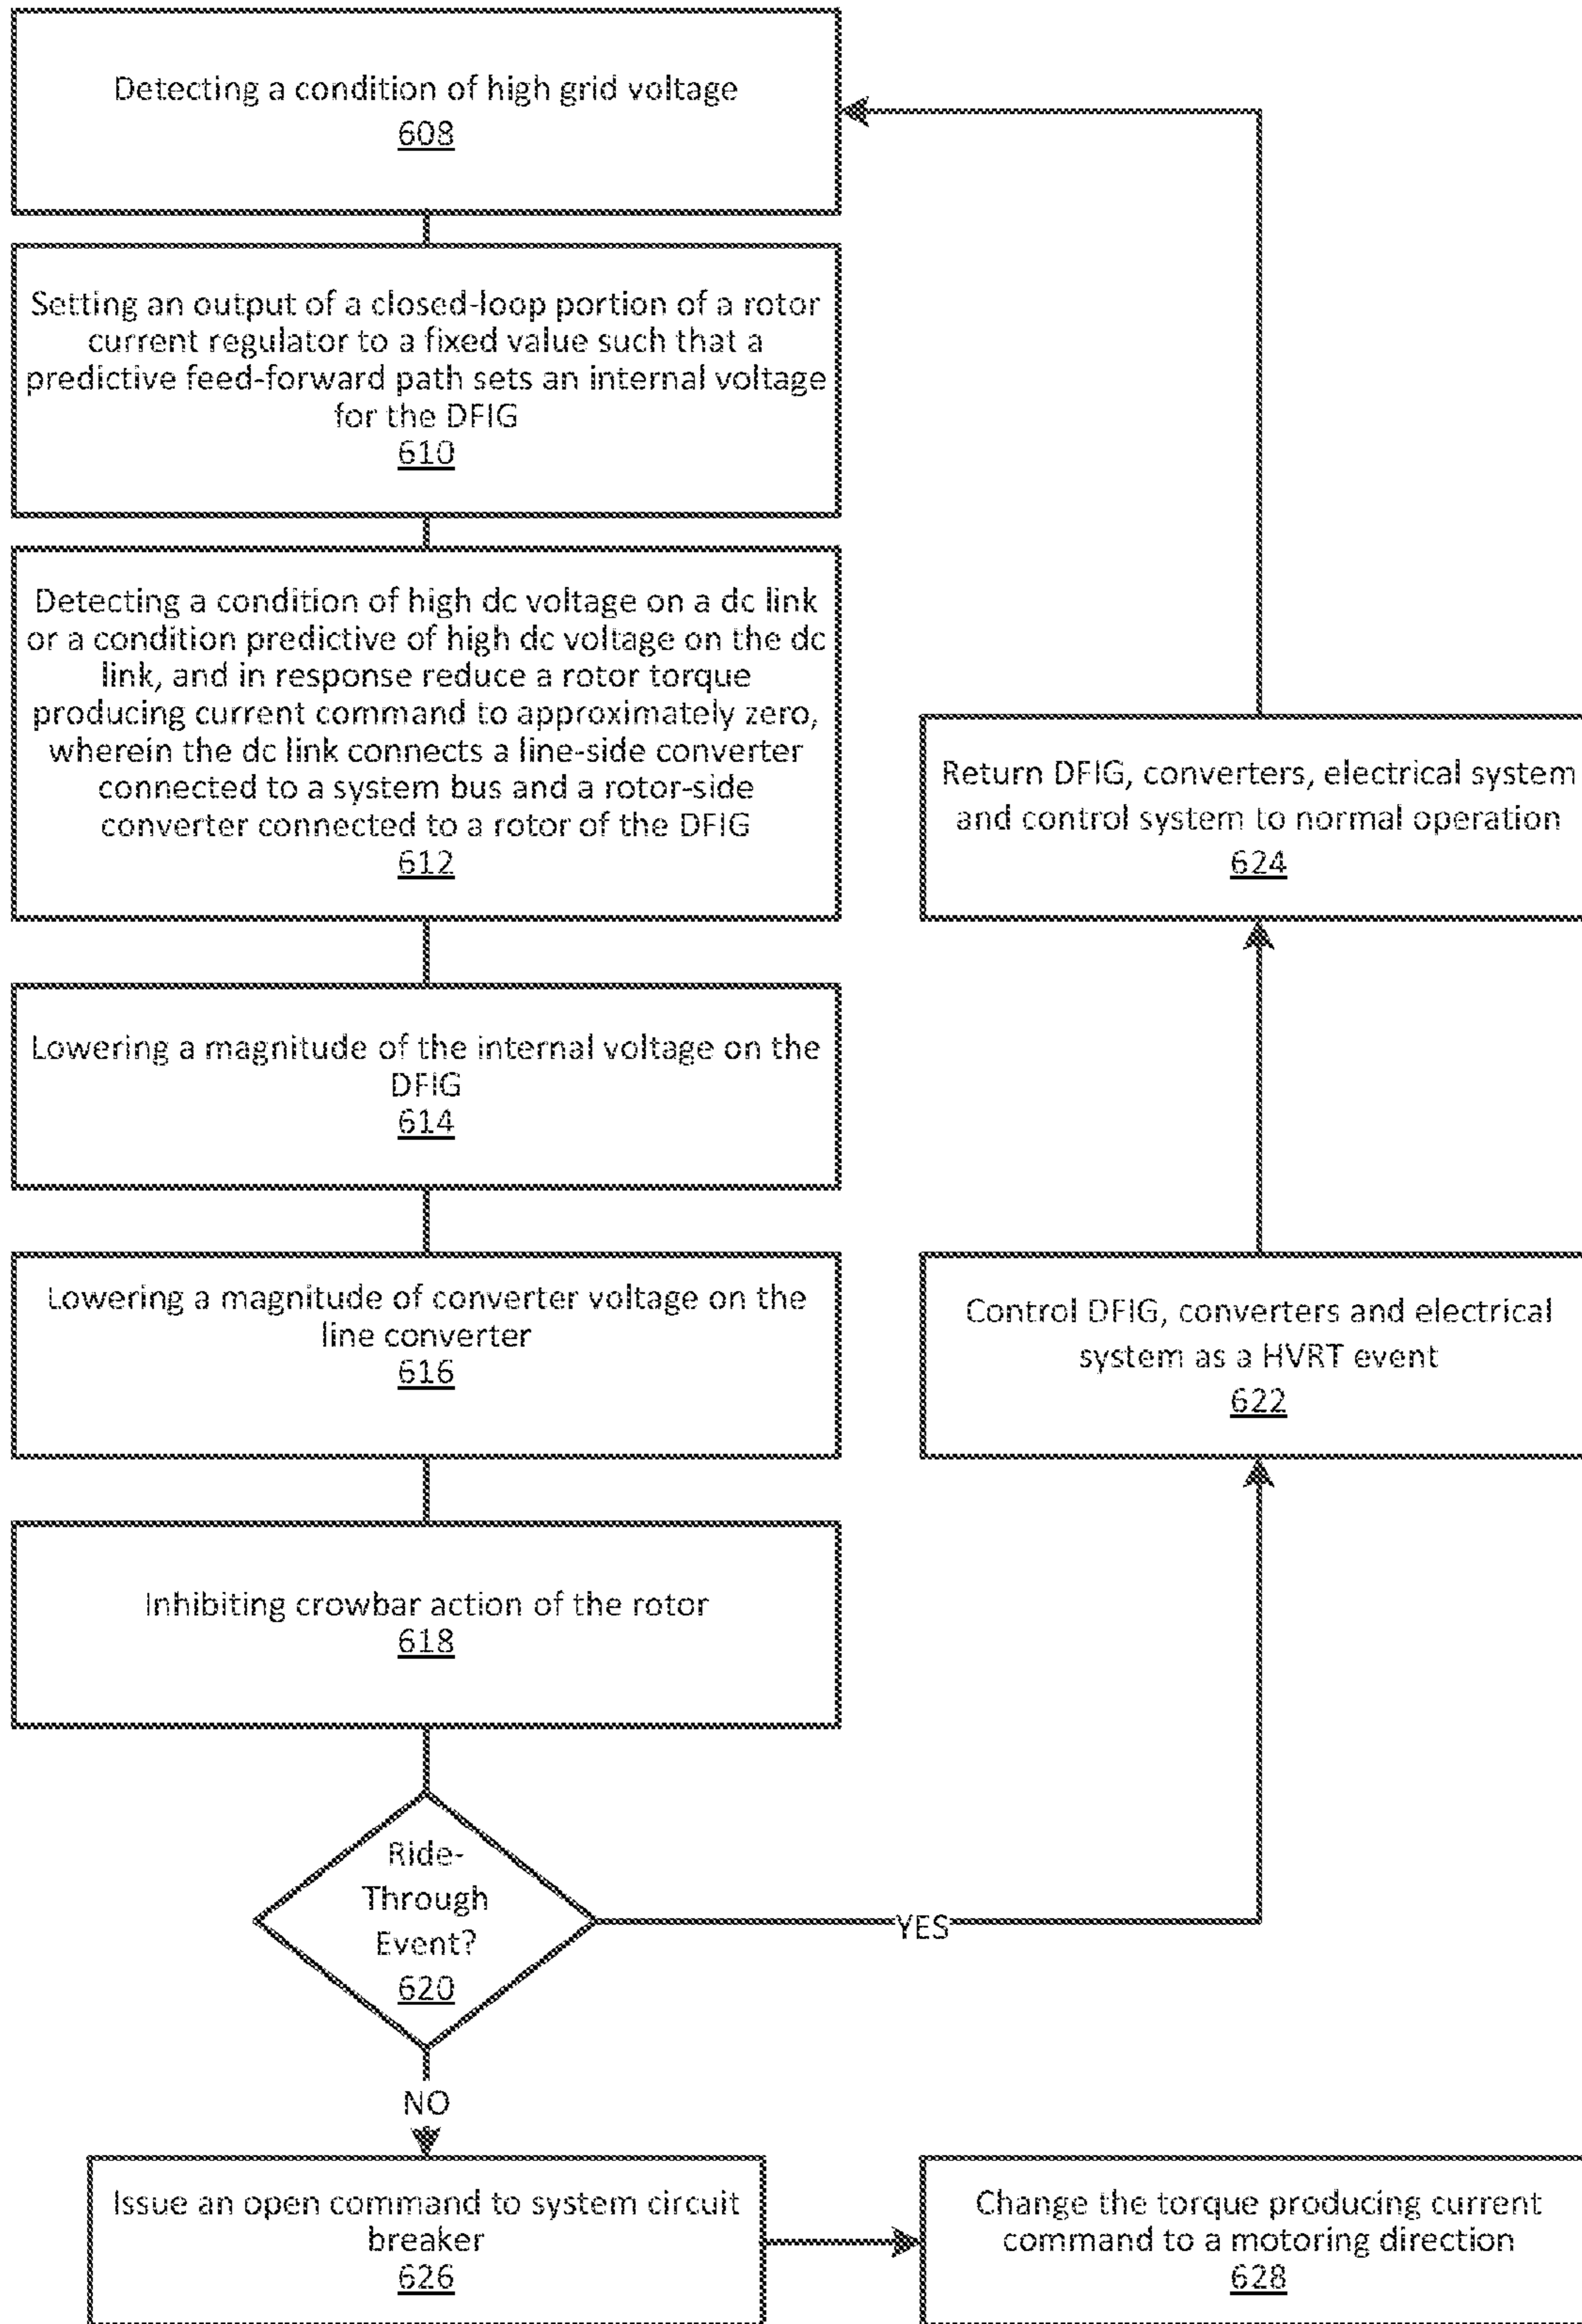 Detecting a condition of high grid voltage
608
Setting an output of a closed-loop portion of a rotor
current regulator to a fixed value such that a
predictive feed-forward path sets an internal voltage
for the DFIG
610
Detecting a condition of high dc voltage on a dc link
or a condition predictive of high dc voltage on the dc
link, and in response reduce a rotor torque
producing current command to approximately zero,
wherein the dc link connects a line-side converter
connected to a system bus and a rotor-side
converter connected to a rotor of the DFIG
612
Lowering a magnitude of the internal voltage on the
DFIG
614
Lowering a magnitude of converter voltage on the
line converter
616
Inhibiting crowbar action of the rotor
618
Ride-
Through
Event?
620
YES
NO
Control DFIG, converters and electrical
system as a HVRT event
622
Return DFIG, converters, electrical system
and control system to normal operation
624
Issue an open command to system circuit
breaker
626
Change the torque producing current
command to a motoring direction
628